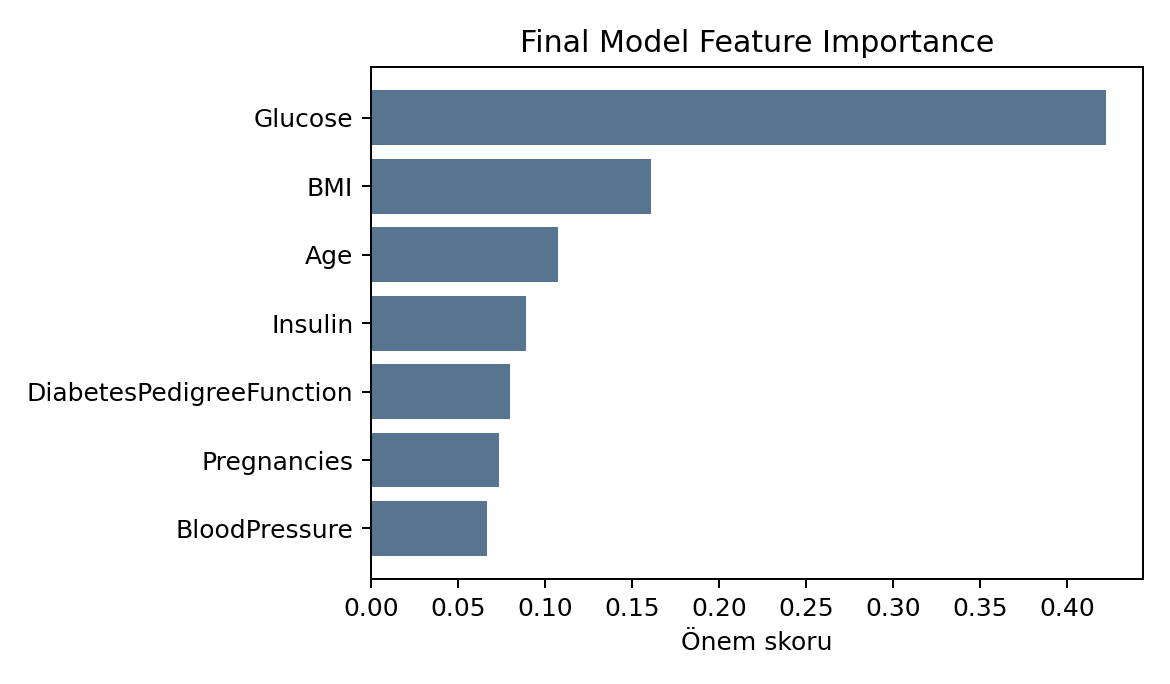 Final Model Feature Importance
Glucose
BMI
Age
Insulin
DiabetesPedigreeFunction
Pregnancies
BloodPressure
0.00 0.05 0.10 0.15 0.20 0.25 0.30 0.35 0.40
Önem skoru